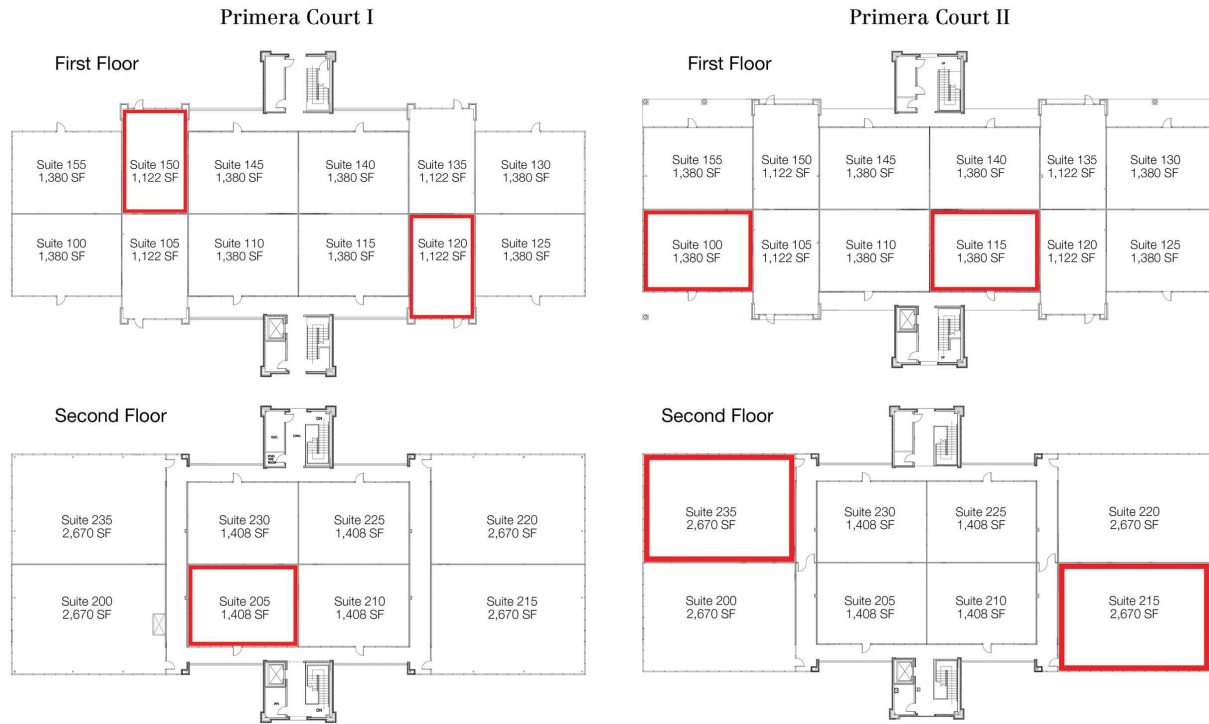 Primera Court I
First Floor
Suite 155
1,380 SF
Suite 150
1,122 SF
Suite 145
1,380 SF
Suite 140
1,380 SF
Suite 135
1,122 SF
Suite 130
1,380 SF
Suite 100
1,380 SF
Suite 105
1,122 SF
Suite 110
1,380 SF
Suite 115
1,380 SF
Suite 120
1,122 SF
Suite 125
1,380 SF
Second Floor
ELEC
DN
Suite 235
2,670 SF
Suite 230
1,408 SF
Suite 225
1,408 SF
Suite 220
2,670 SF
Suite 200
2,670 SF
Suite 205
1,408 SF
Suite 210
1,408 SF
Suite 215
2,670 SF
JAN
DN
Primera Court II
First Floor
UP
Suite 155
1,380 SF
Suite 150
1,122 SF
Suite 145
1,380 SF
Suite 140
1,380 SF
Suite 135
1,122 SF
Suite 130
1,380 SF
Suite 100
1,380 SF
Suite 105
1,122 SF
Suite 110
1,380 SF
Suite 115
1,380 SF
Suite 120
1,122 SF
Suite 125
1,380 SF
UP
Second Floor
Suite 235
2,670 SF
Suite 230
1,408 SF
Suite 225
1,408 SF
Suite 220
2,670 SF
Suite 200
2,670 SF
Suite 205
1,408 SF
Suite 210
1,408 SF
Suite 215
2,670 SF